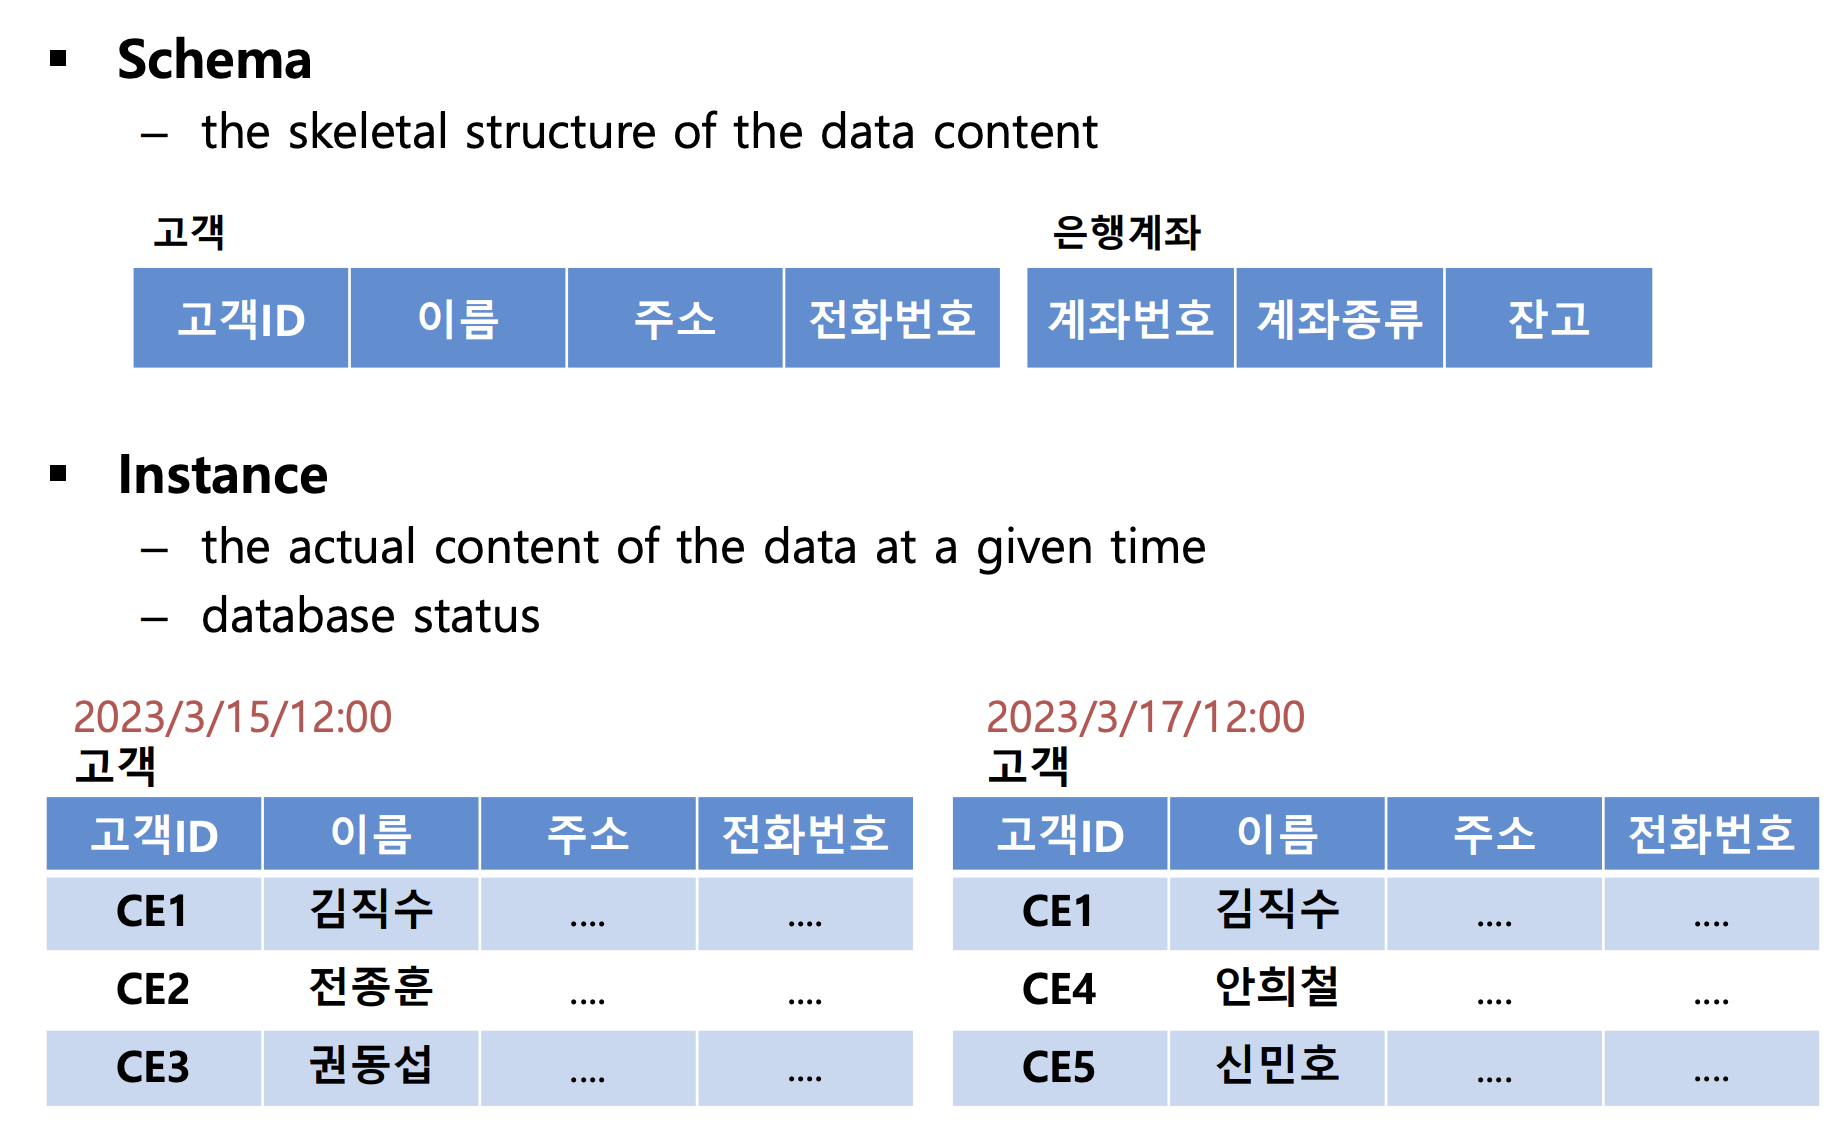 ▪ Schema
– the skeletal structure of the data content
고객
고객ID 이름 주소 전화번호
은행계좌
계좌번호 계좌종류 잔고
▪ Instance
– the actual content of the data at a given time
– database status
2023/3/15/12:00
고객
고객ID 이름 주소 전화번호
CE1 김직수 .... ....
CE2 전종훈 .... ....
CE3 권동섭 .... ....
2023/3/17/12:00
고객
고객ID 이름 주소 전화번호
CE1 김직수 .... ....
CE4 안희철 .... ....
CE5 신민호 .... ....